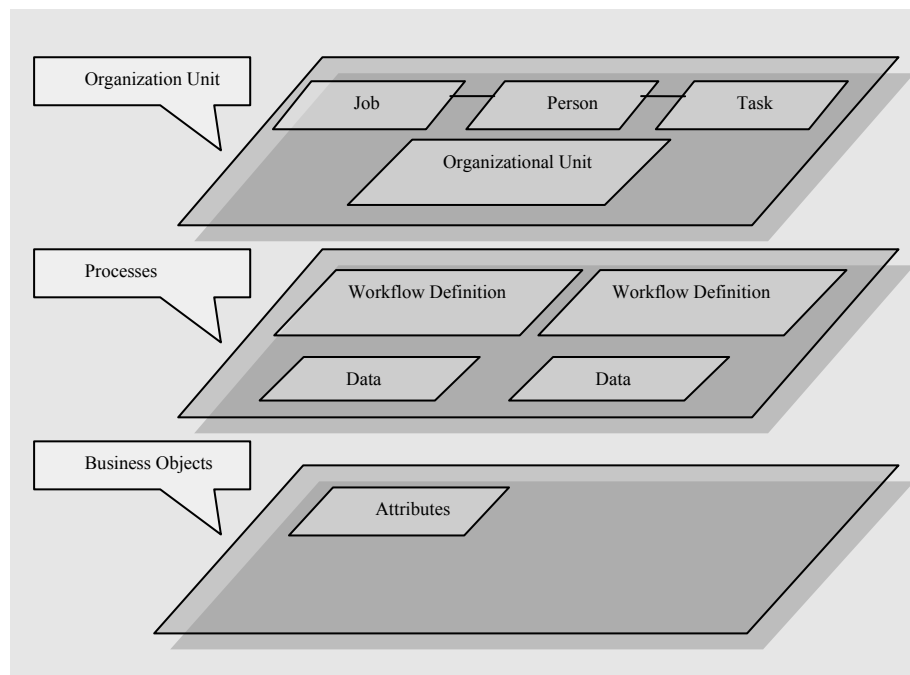 Organization Unit
Job
Person
Task
Organizational Unit
Processes
Workflow Definition
Workflow Definition
Data
Data
Business Objects
Attributes